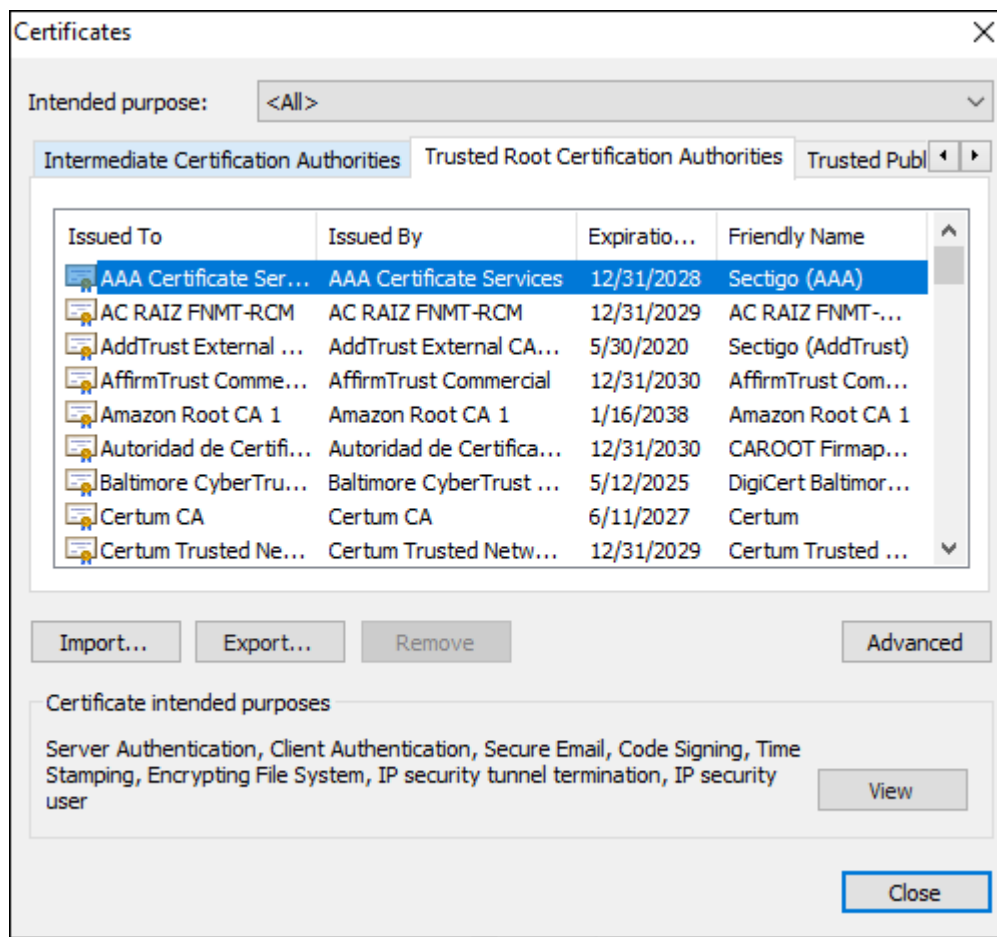 Certificates
Intended purpose: <All>
Intermediate Certification Authorities Trusted Root Certification Authorities Trusted Publ
Issued To Issued By Expiratio... Friendly Name
AAA Certificate Ser... AAA Certificate Services 12/31/2028 Sectigo (AAA)
AC RAIZ FNMT-RCM AC RAIZ FNMT-RCM 12/31/2029 AC RAIZ FNMT-...
AddTrust External ... AddTrust External CA... 5/30/2020 Sectigo (AddTrust)
AffirmTrust Comme... AffirmTrust Commercial 12/31/2030 AffirmTrust Com...
Amazon Root CA 1 Amazon Root CA 1 1/16/2038 Amazon Root CA 1
Autoridad de Certifi... Autoridad de Certifica... 12/31/2030 CAROOT Firmap...
Baltimore CyberTru... Baltimore CyberTrust ... 5/12/2025 DigiCert Baltimor...
Certum CA Certum CA 6/11/2027 Certum
Certum Trusted Ne... Certum Trusted Netw... 12/31/2029 Certum Trusted ...
Import... Export... Remove Advanced
Certificate intended purposes
Server Authentication, Client Authentication, Secure Email, Code Signing, Time
Stamping, Encrypting File System, IP security tunnel termination, IP security
user
View
Close